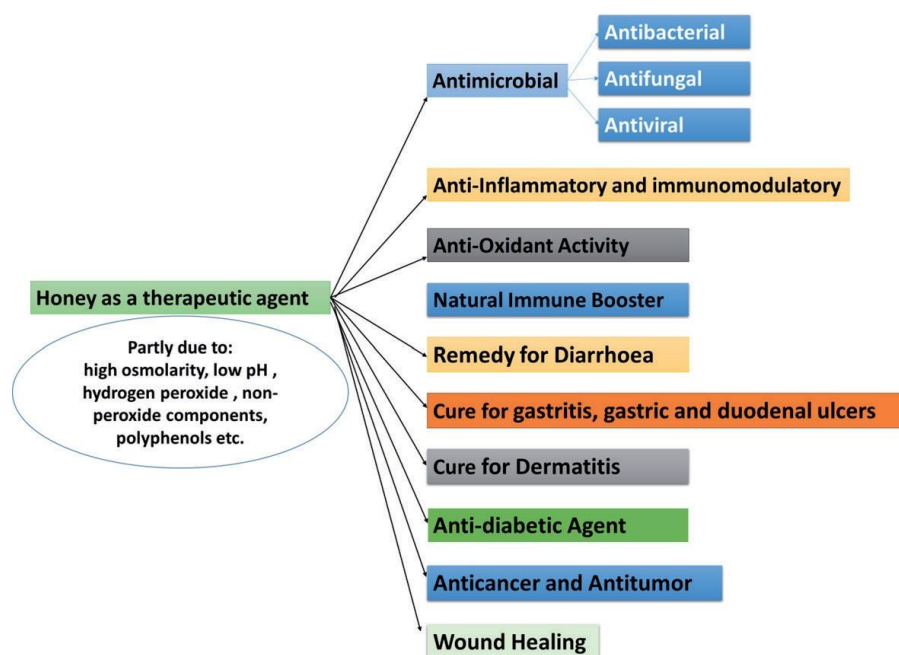 Antibacterial
Antimicrobial
Antifungal
Antiviral
Anti-Inflammatory and immunomodulatory
Anti-Oxidant Activity
Honey as a therapeutic agent
Natural Immune Booster
Partly due to:
high osmolarity, low pH ,
hydrogen peroxide , non-
peroxide components,
polyphenols etc.
Remedy for Diarrhoea
Cure for gastritis, gastric and duodenal ulcers
Cure for Dermatitis
Anti-diabetic Agent
Anticancer and Antitumor
Wound Healing